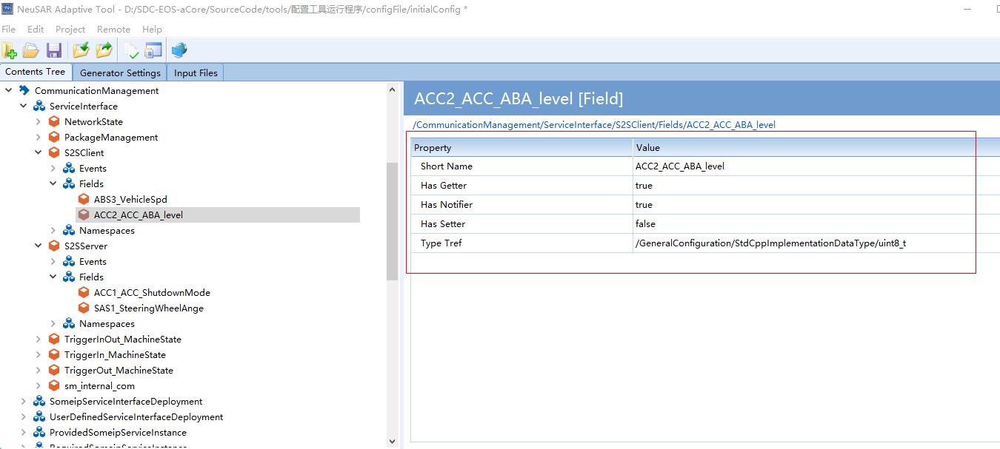 NeuSAR Adaptive Tool - D:/SDC-EOS-aCore/SourceCode/tools/配置工具运行程序/configFile/initialConfig *
File Edit Project Remote Help
Contents Tree Generator Settings Input Files
CommunicationManagement
ServiceInterface
NetworkState
PackageManagement
S2SClient
Events
Fields
ABS3_VehicleSpd
ACC2_ACC_ABA_level
Namespaces
S2SServer
Events
Fields
ACC1_ACC_ShutdownMode
SAS1_SteeringWheelAnge
Namespaces
TriggerInOut_MachineState
TriggerIn_MachineState
TriggerOut_MachineState
sm_internal_com
SomeipServiceInterfaceDeployment
UserDefinedServiceInterfaceDeployment
ProvidedSomeipServiceInstance
RequiredSomeipServiceInstance
ACC2_ACC_ABA_level [Field]
/CommunicationManagement/ServiceInterface/S2SClient/Fields/ACC2_ACC_ABA_level
Property Value
Short Name ACC2_ACC_ABA_level
Has Getter true
Has Notifier true
Has Setter false
Type Tref /GeneralConfiguration/StdCppImplementationDataType/uint8_t